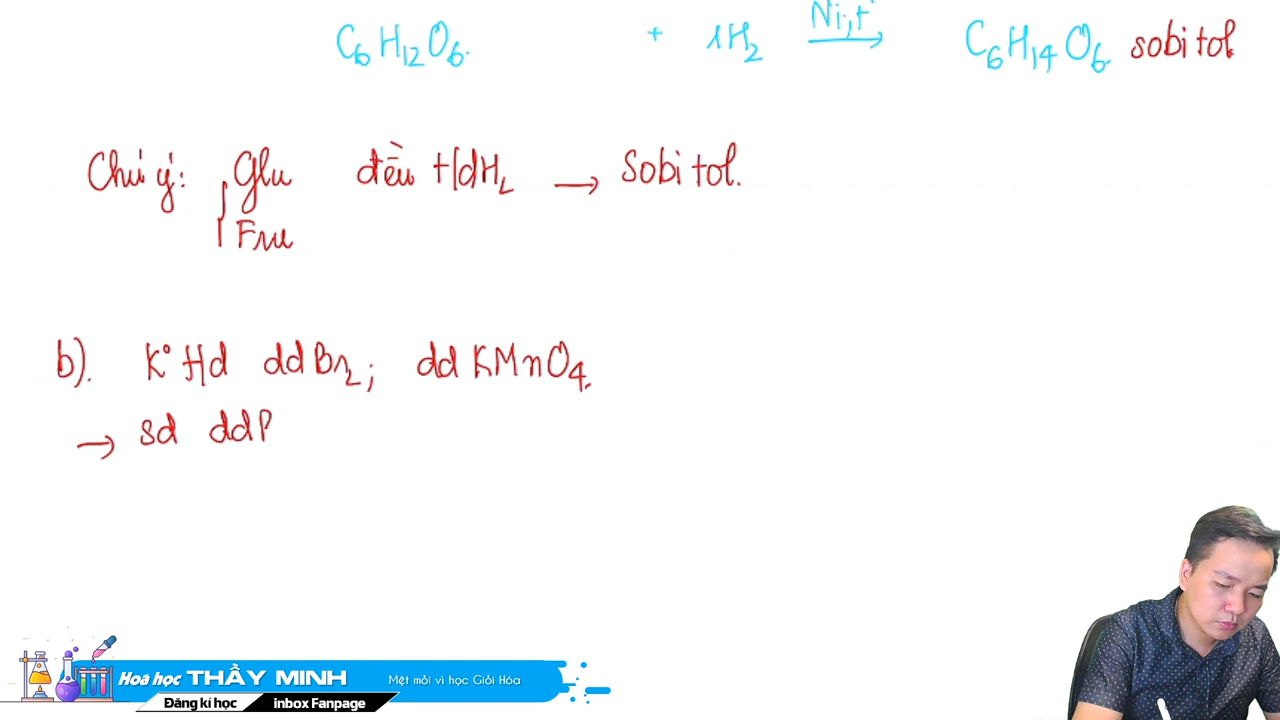 C6H12O6. + 1H2 Ni,t° C6H14O6. sobitol
Chú ý: Glu đều t/d H2 → Sobitol.
Fru
b). K° t/d dd Br2; dd KMnO4.
→ sd dd P
Hoá học THẦY MINH
Mệt mỏi vì học Giỏi Hóa
Đăng kí học inbox Fanpage